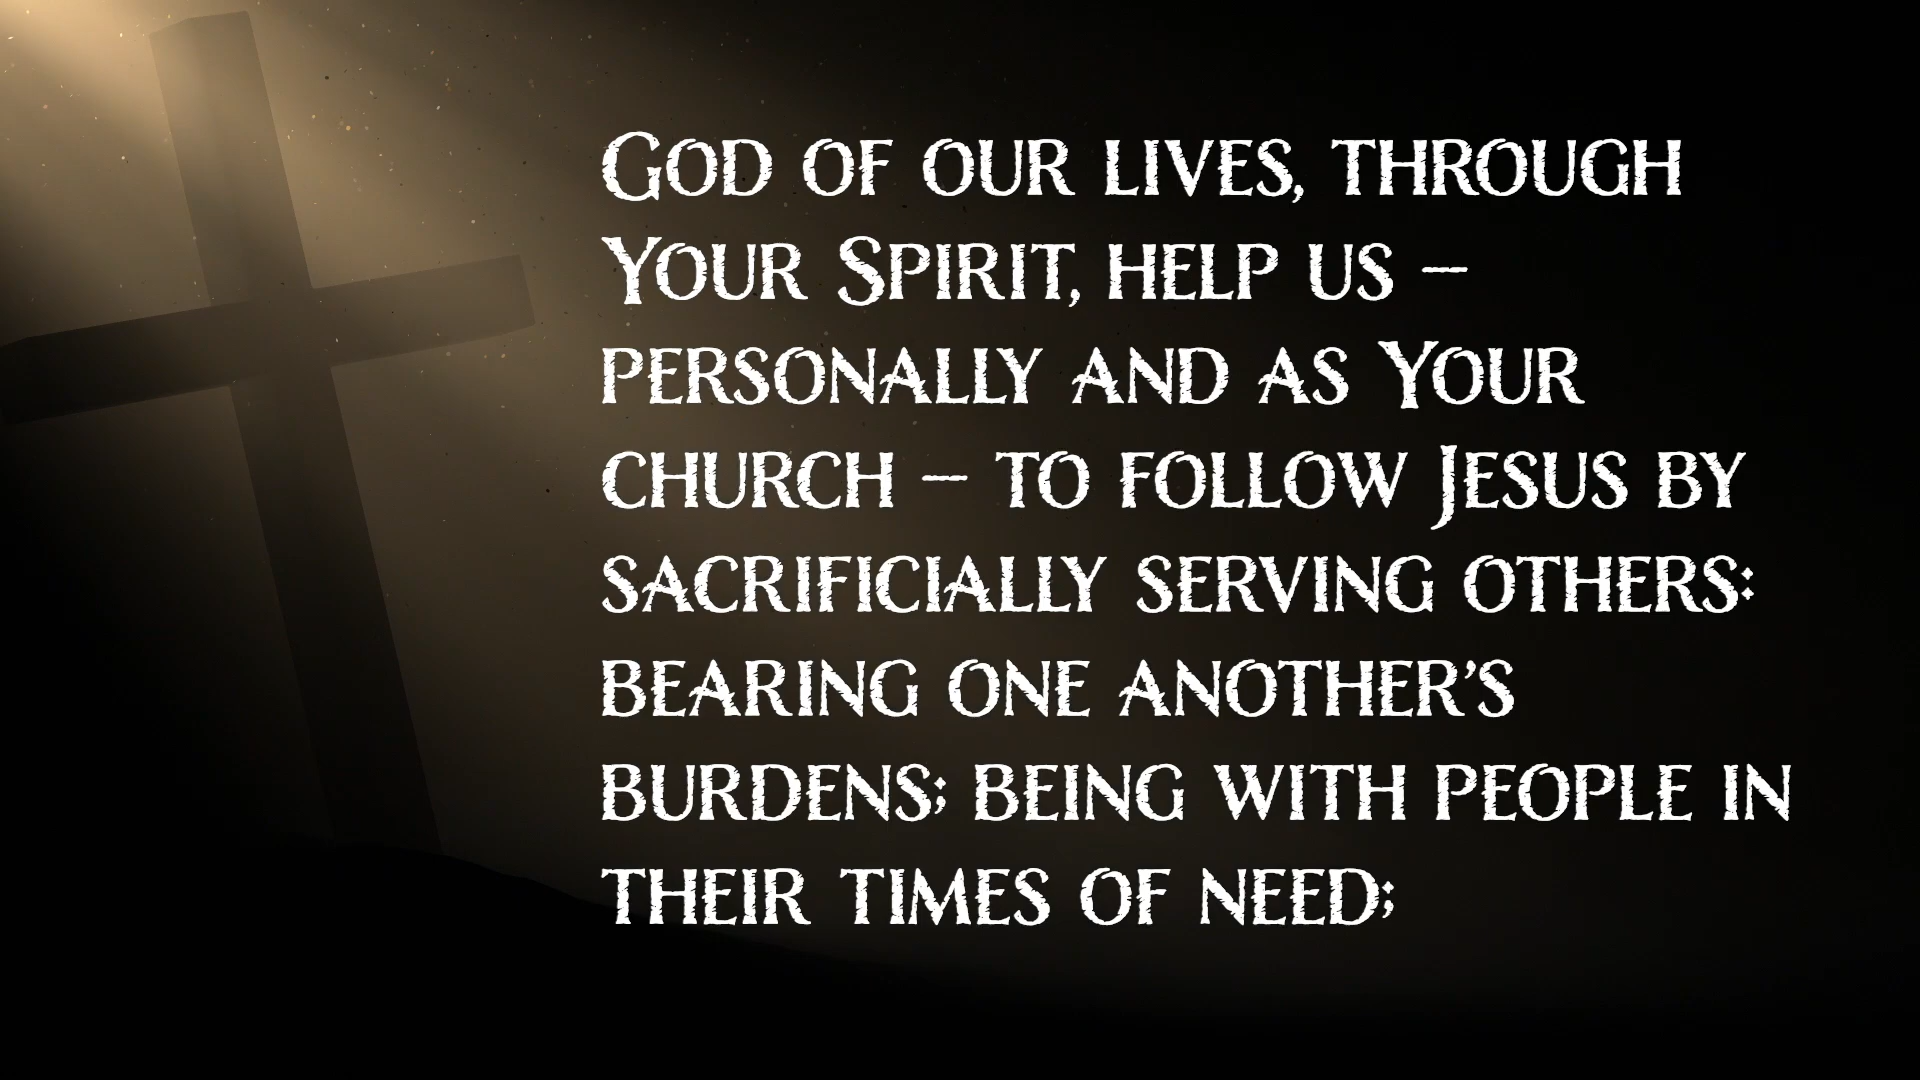 God of our lives, through
Your Spirit, help us –
personally and as Your
church – to follow Jesus by
sacrificially serving others:
bearing one another’s
burdens; being with people in
their times of need;